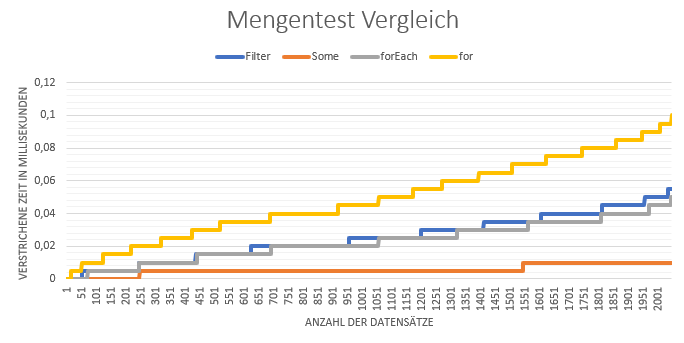 Mengentest Vergleich
Filter Some forEach for
VERSTRICHENE ZEIT IN MILLISEKUNDEN
0,12
0,1
0,08
0,06
0,04
0,02
0
1 51 101 151 201 251 301 351 401 451 501 551 601 651 701 751 801 851 901 951 1001 1051 1101 1151 1201 1251 1301 1351 1401 1451 1501 1551 1601 1651 1701 1751 1801 1851 1901 1951 2001
ANZAHL DER DATENSÄTZE